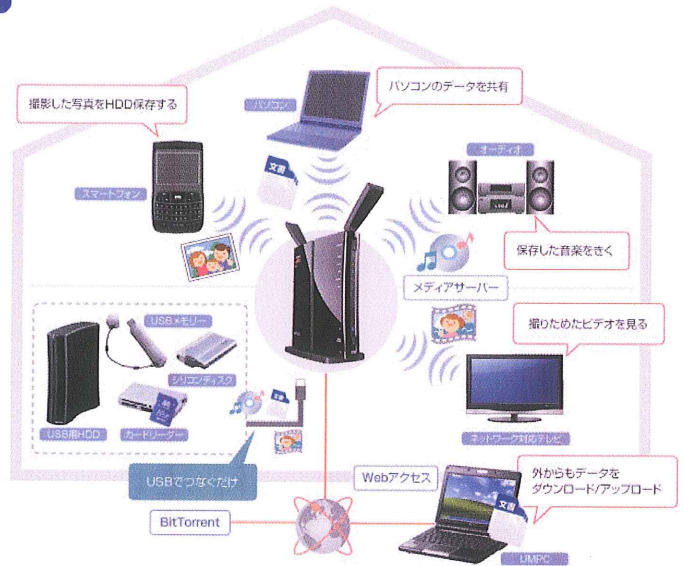 撮影した写真をHDD保存する
パソコン
パソコンのデータを共有
文書
オーディオ
スマートフォン
保存した音楽をきく
メディアサーバー
USBメモリー
撮りためたビデオを見る
シリコンディスク
文書
USB用HDD
カードリーダー
ネットワーク対応テレビ
USBでつなぐだけ
Webアクセス
外からもデータを
ダウンロード/アップロード
文書
BitTorrent
UMPC